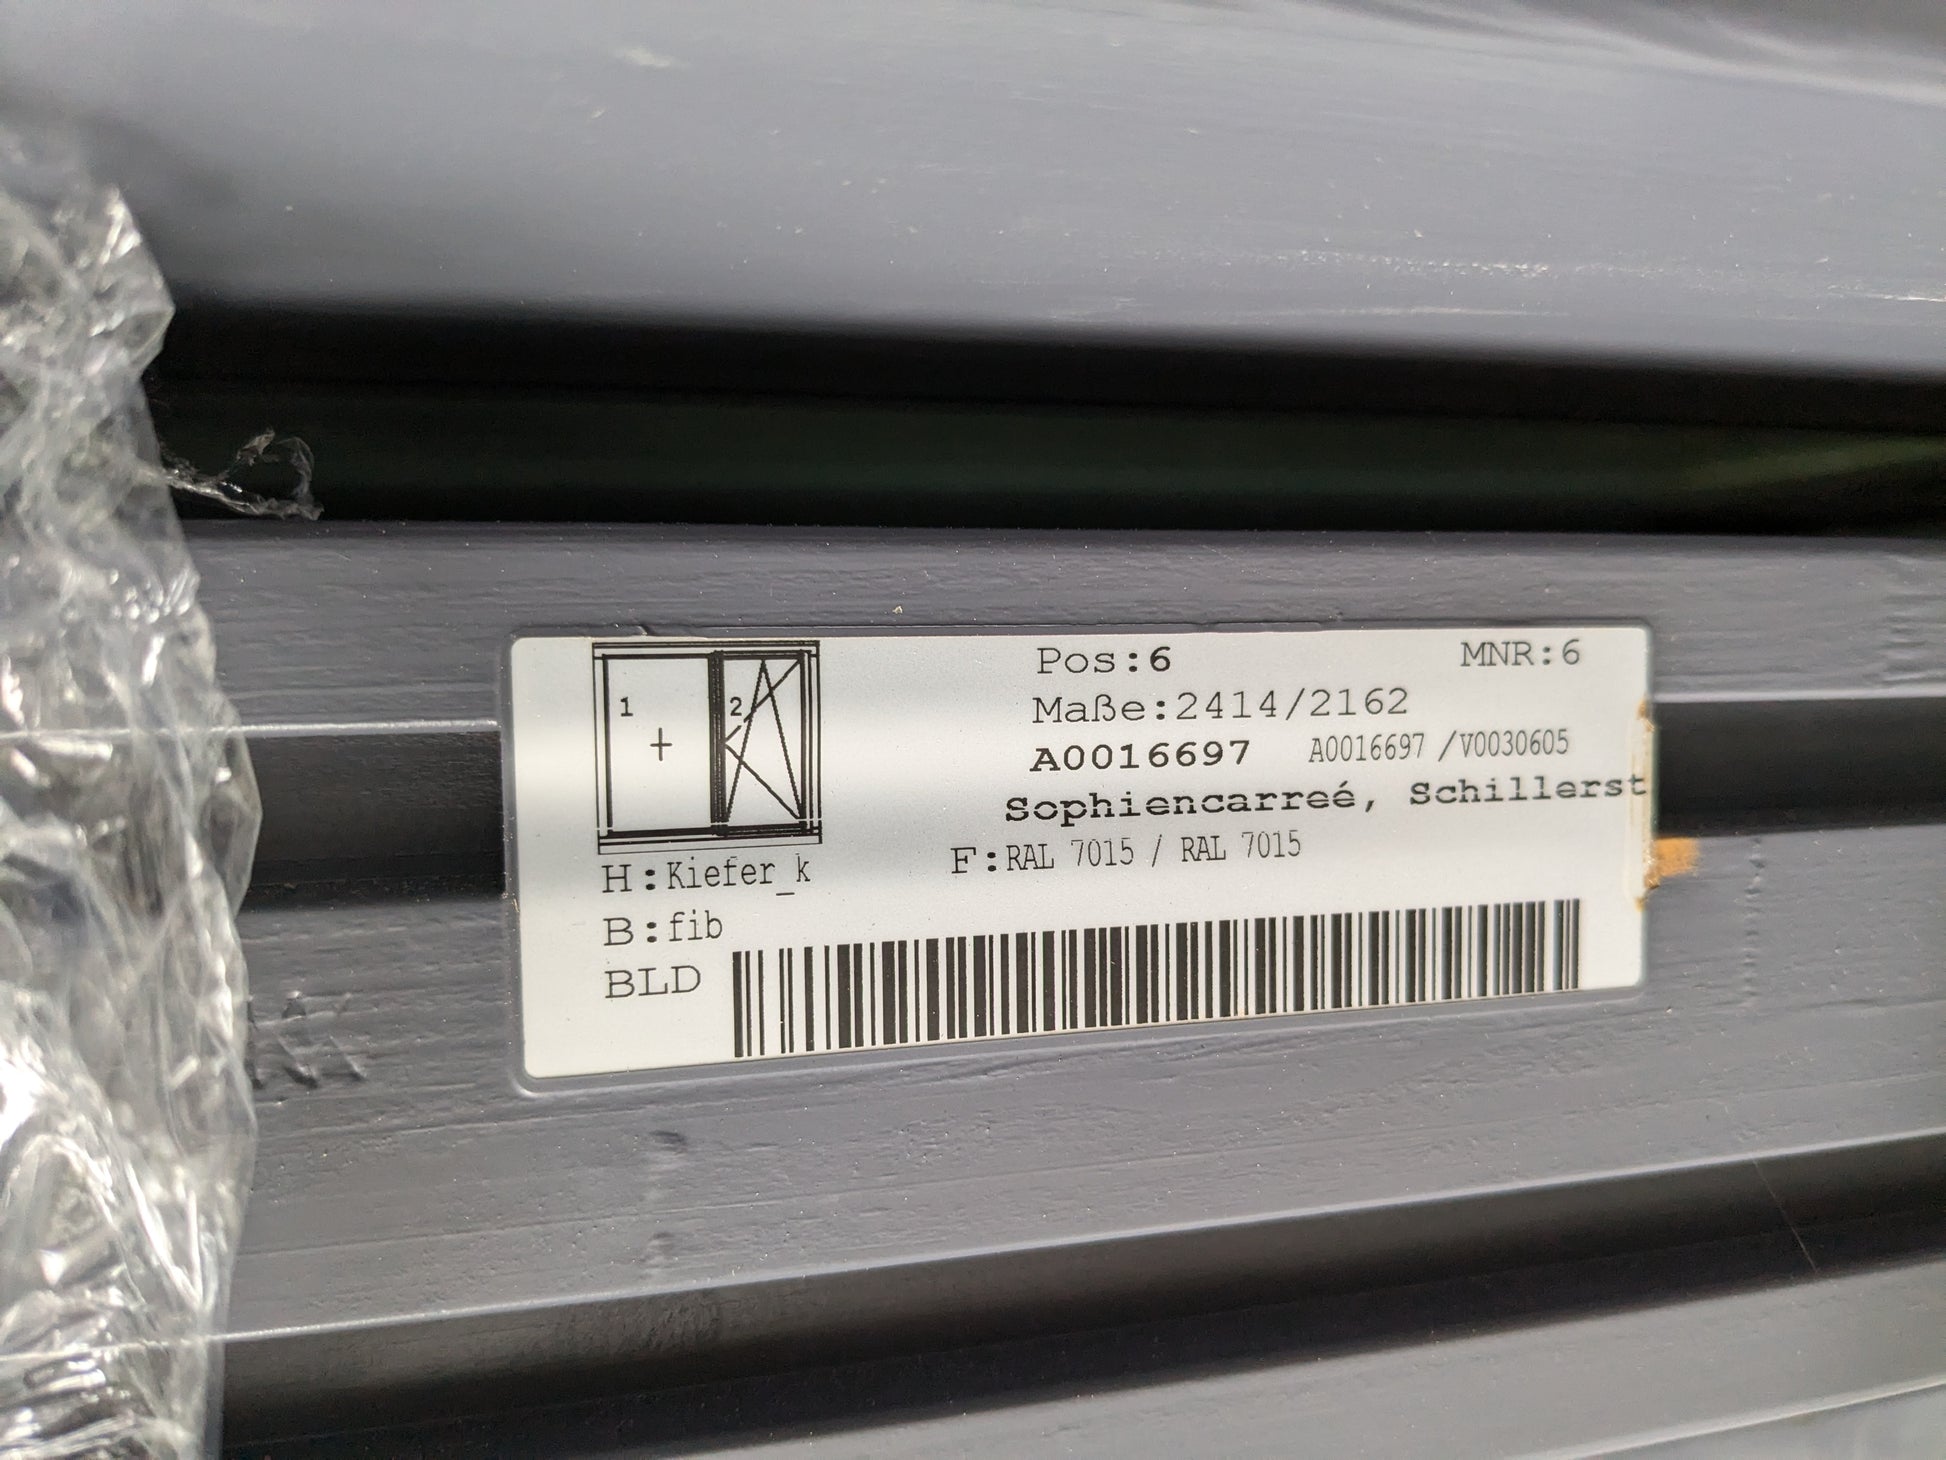 1
2
Pos:6 MNR:6
Maße:2414/2162
A0016697 A0016697 /V0030605
Sophiencarreé, Schillerst
F:RAL 7015 / RAL 7015
H:Kiefer_k
B:fib
BLD